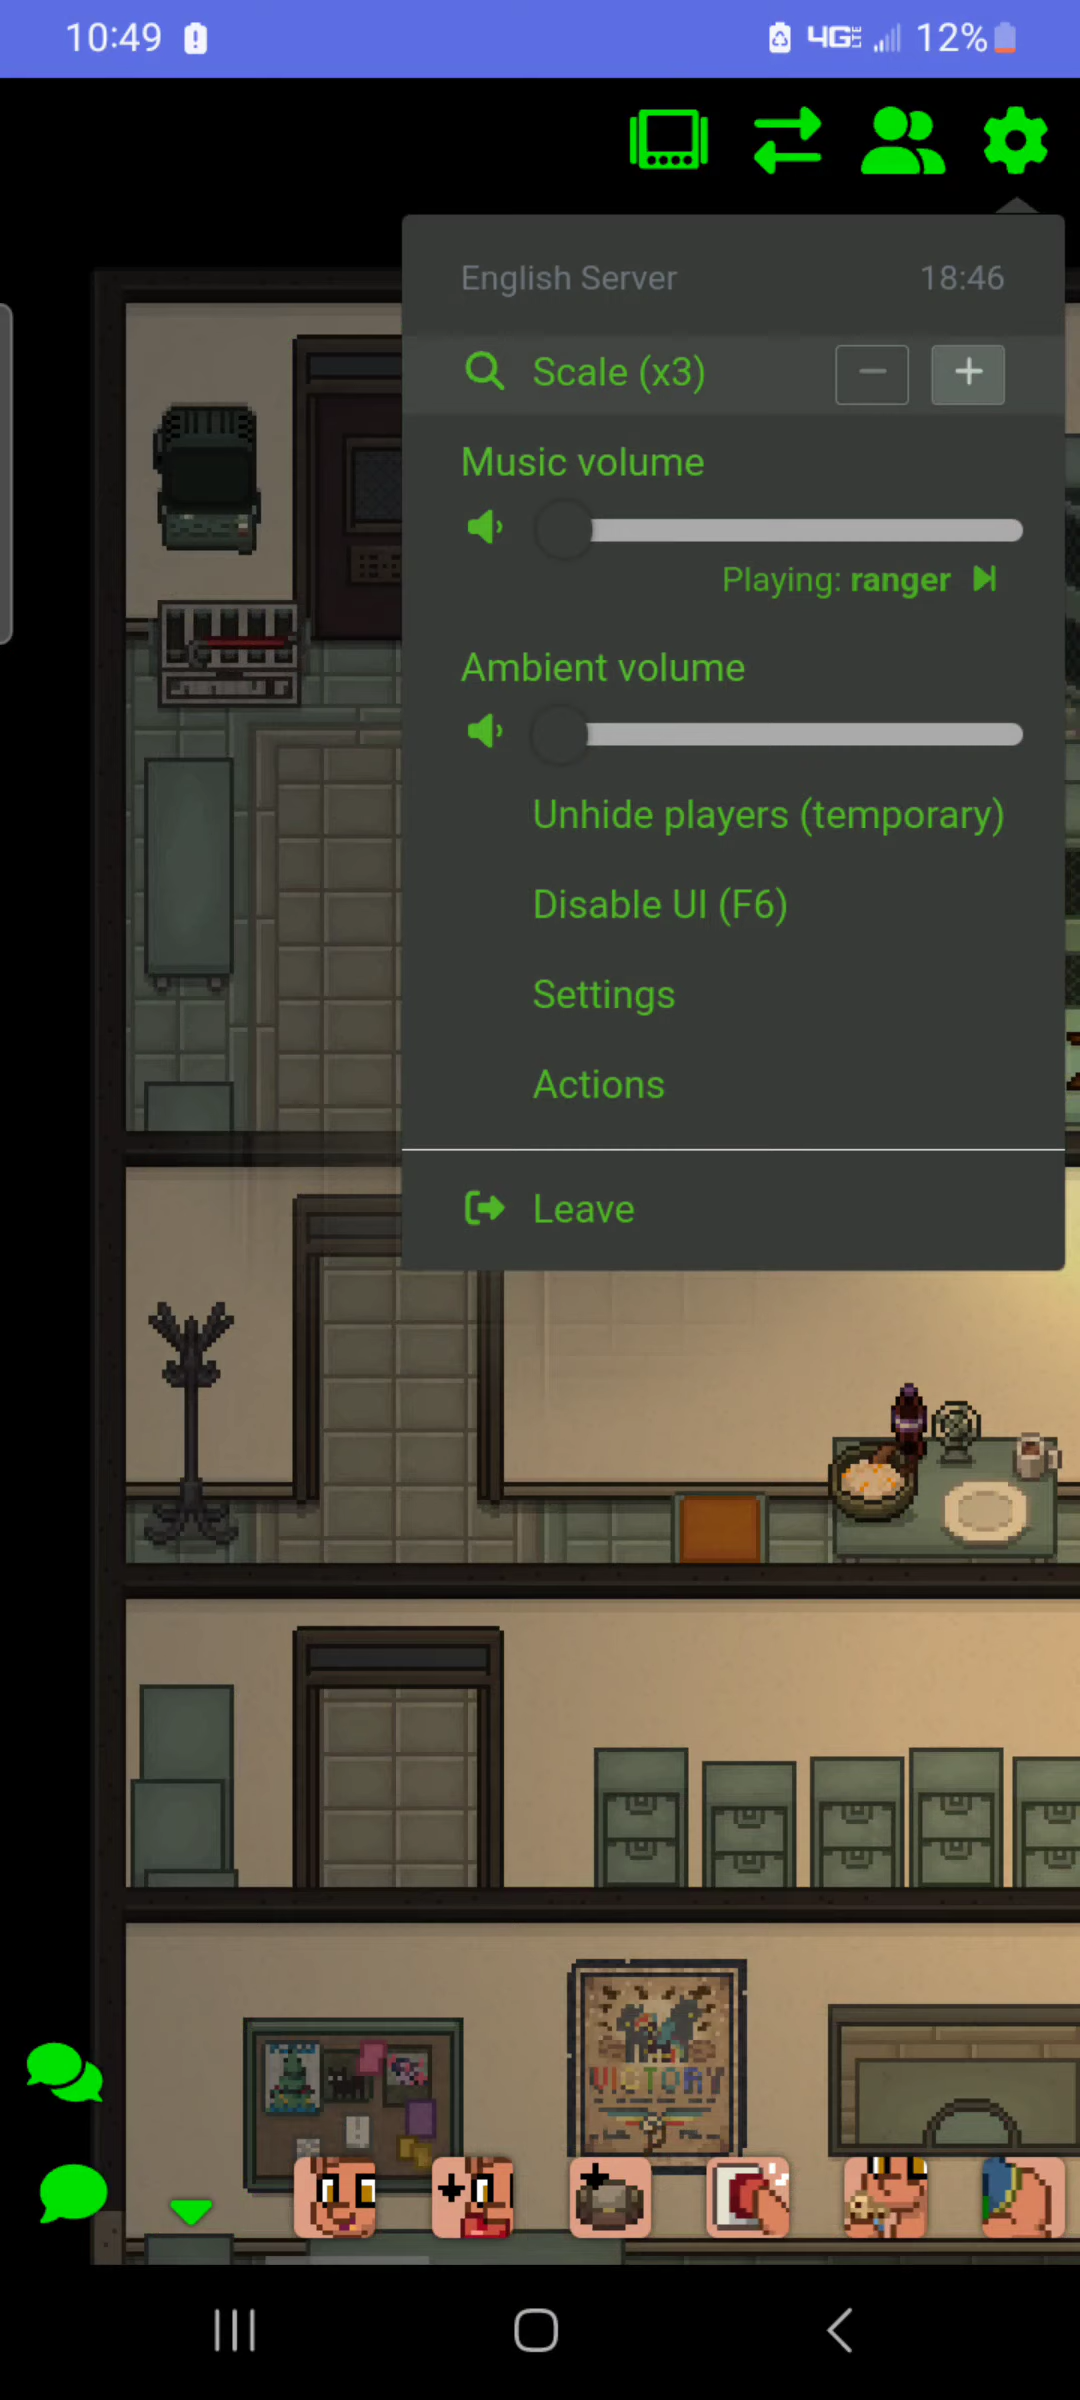 10:49
4G LTE 12%
English Server 18:46
Scale (x3)
Music volume
Playing: ranger
Ambient volume
Unhide players (temporary)
Disable UI (F6)
Settings
Actions
Leave
VICTORY